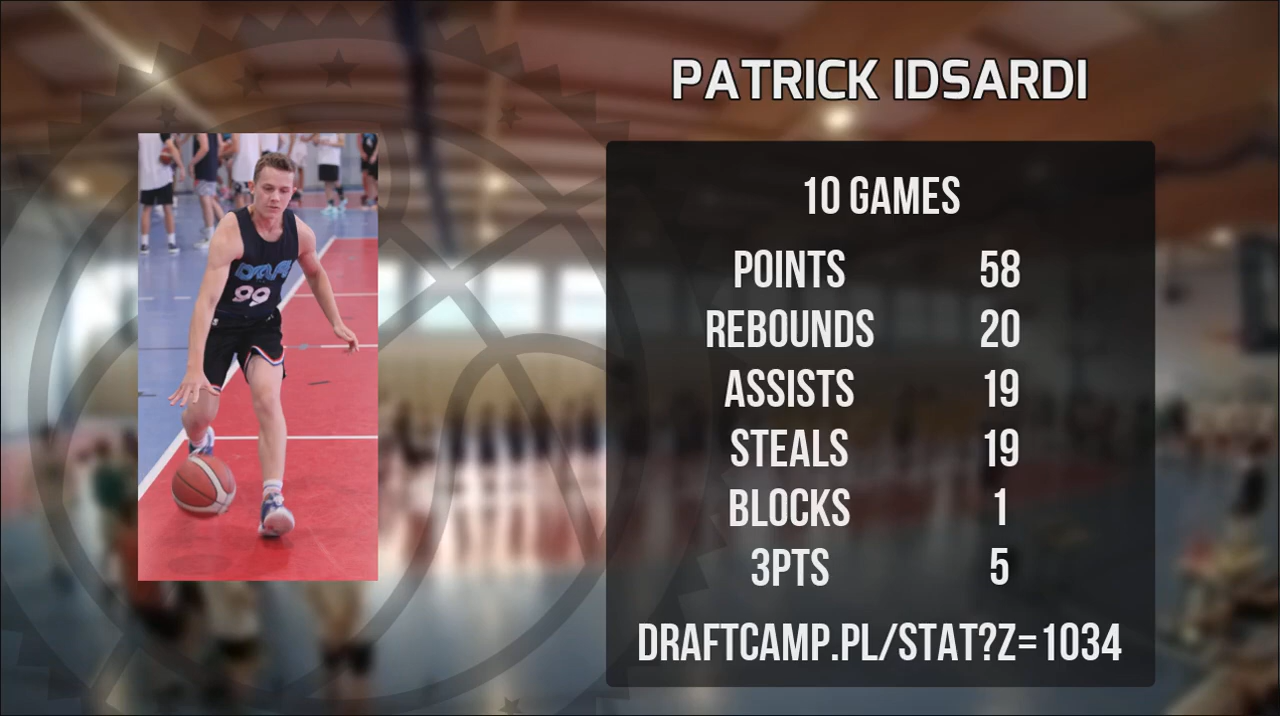 PATRICK IDSARDI
10 GAMES
POINTS 58
REBOUNDS 20
ASSISTS 19
STEALS 19
BLOCKS 1
3PTS 5
DRAFTCAMP.PL/STAT?Z=1034
99